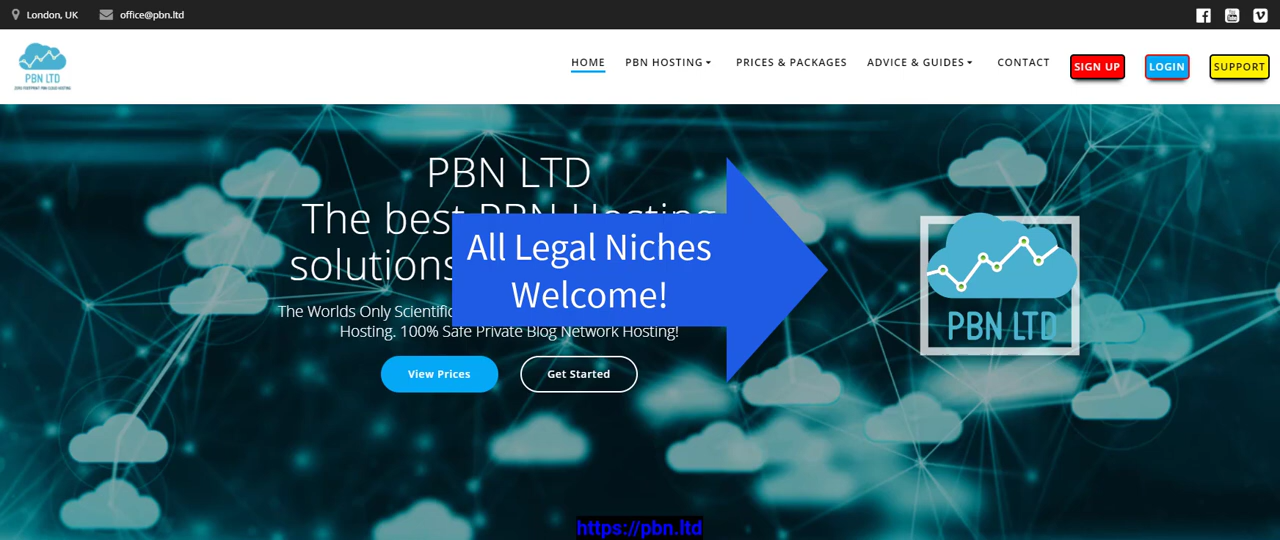 London, UK
office@pbn.ltd
PBN LTD
HOME
PBN HOSTING
PRICES & PACKAGES
ADVICE & GUIDES
CONTACT
SIGN UP
LOGIN
SUPPORT
PBN LTD
The best PBN Hosting
solutions
All Legal Niches
Welcome!
The Worlds Only
Hosting. 100% Safe Private Blog Network Hosting!
View Prices
Get Started
PBN LTD
https://pbn.ltd